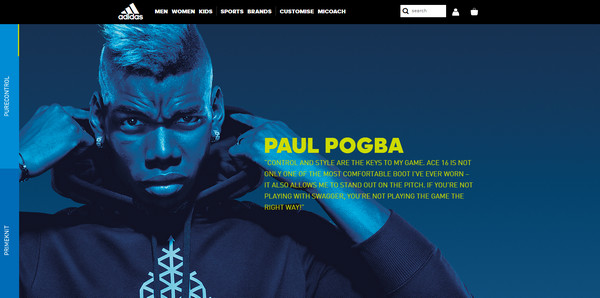 adidas
MEN WOMEN KIDS SPORTS BRANDS CUSTOMISE MICOACH
search
PURECONTROL
PAUL POGBA
"CONTROL AND STYLE ARE THE KEYS TO MY GAME. ACE 16 IS NOT
ONLY ONE OF THE MOST COMFORTABLE BOOT I'VE EVER WORN –
IT ALSO ALLOWS ME TO STAND OUT ON THE PITCH. IF YOU'RE NOT
PLAYING WITH SWAGGER, YOU'RE NOT PLAYING THE GAME THE
RIGHT WAY!"
PRIMEKNIT